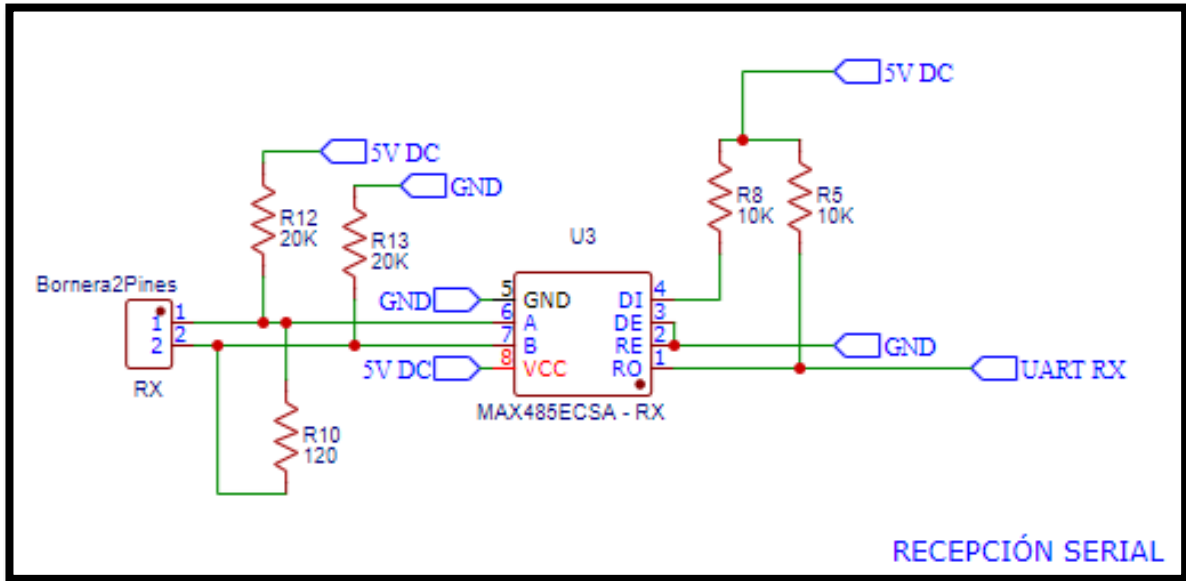 5V DC
5V DC
GND
R12
20K
R13
20K
R8
10K
R5
10K
U3
Bornera2Pines
1
2
1
2
RX
GND
5V DC
5
6
7
8
GND
A
B
VCC
DI
DE
RE
RO
4
3
2
1
GND
UART RX
MAX485ECSA - RX
R10
120
RECEPCIÓN SERIAL